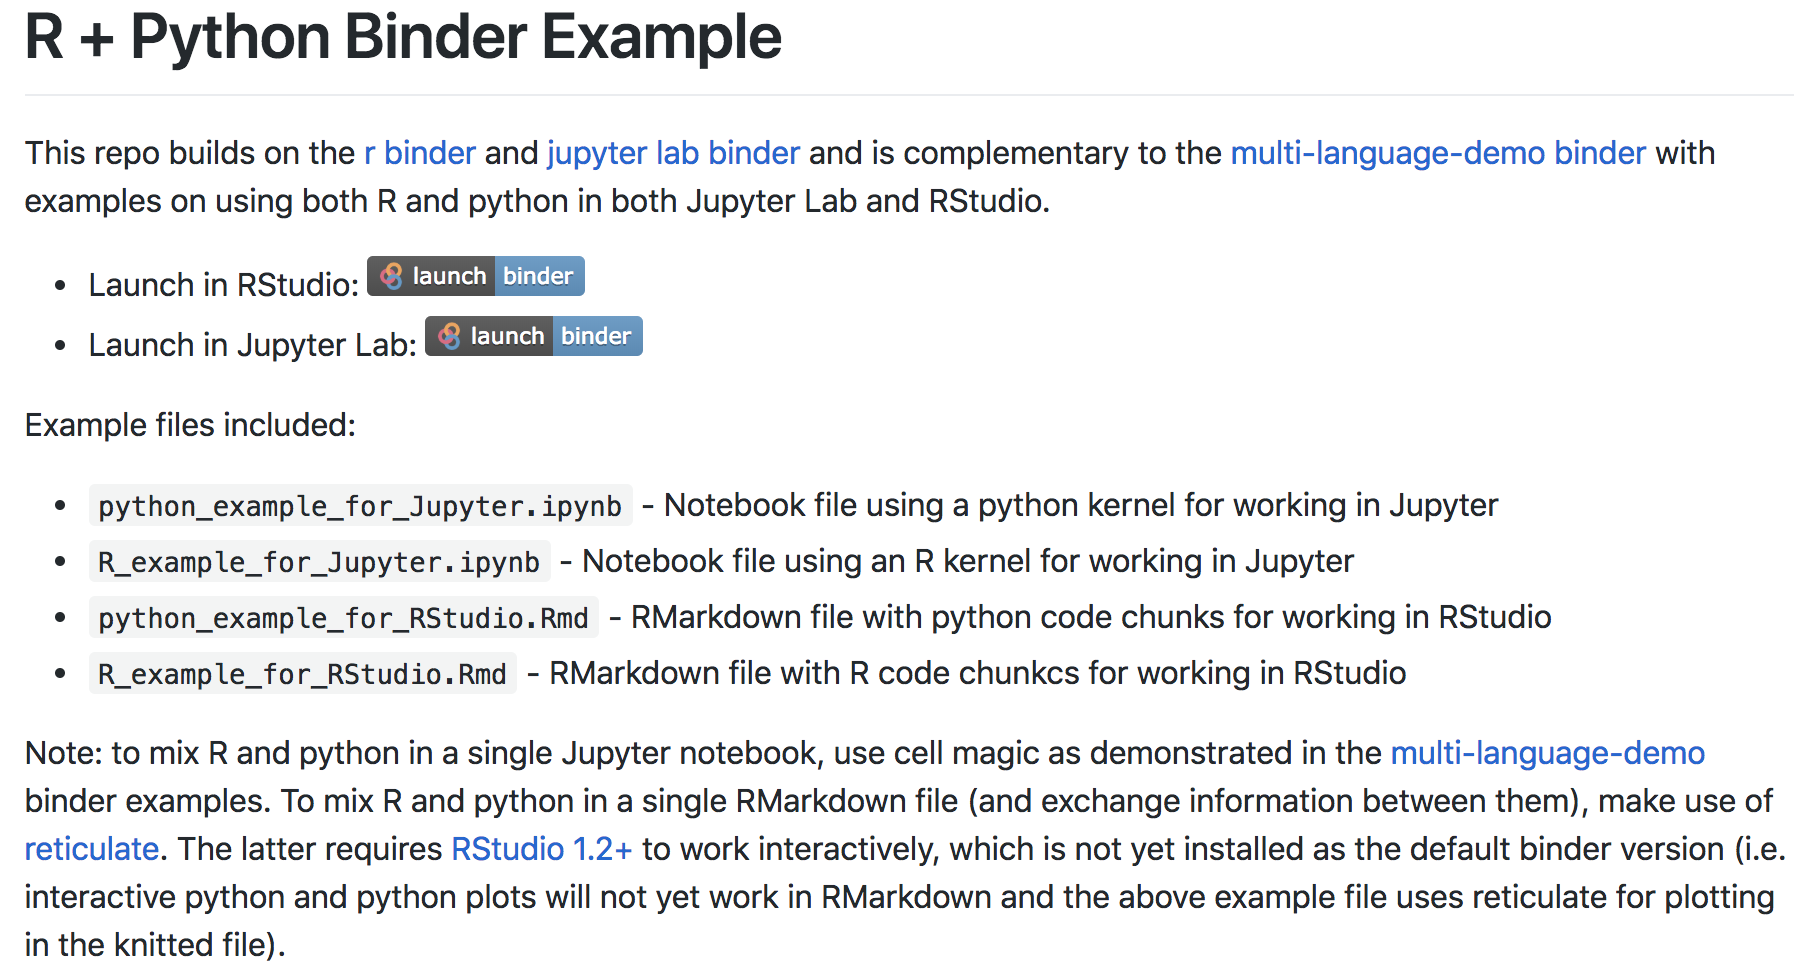 R + Python Binder Example
This repo builds on the r binder and jupyter lab binder and is complementary to the multi-language-demo binder with
examples on using both R and python in both Jupyter Lab and RStudio.
• Launch in RStudio: launch binder
• Launch in Jupyter Lab: launch binder
Example files included:
• python_example_for_Jupyter.ipynb - Notebook file using a python kernel for working in Jupyter
• R_example_for_Jupyter.ipynb - Notebook file using an R kernel for working in Jupyter
• python_example_for_RStudio.Rmd - RMarkdown file with python code chunks for working in RStudio
• R_example_for_RStudio.Rmd - RMarkdown file with R code chunkcs for working in RStudio
Note: to mix R and python in a single Jupyter notebook, use cell magic as demonstrated in the multi-language-demo
binder examples. To mix R and python in a single RMarkdown file (and exchange information between them), make use of
reticulate. The latter requires RStudio 1.2+ to work interactively, which is not yet installed as the default binder version (i.e.
interactive python and python plots will not yet work in RMarkdown and the above example file uses reticulate for plotting
in the knitted file).